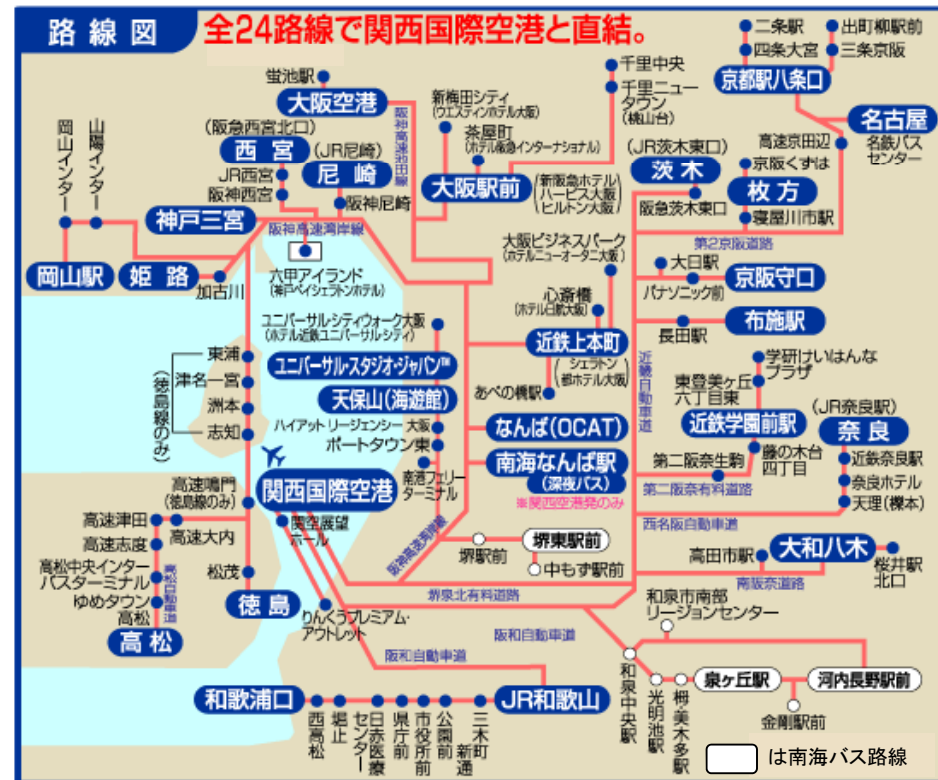 路線図
全24路線で関西国際空港と直結。
二条駅
出町柳駅前
四条大宮
三条京阪
京都駅八条口
千里中央
千里ニュー
タウン
(桃山台)
蛍池駅
大阪空港
阪神高速池田線
新梅田シティ
(ウエスティンホテル大阪)
茶屋町
(ホテル阪急インターナショナル)
大阪駅前
(新阪急ホテル
ハービス大阪
ヒルトン大阪)
名古屋
名鉄バス
センター
高速京田辺
(JR茨木東口)
茨木
阪急茨木東口
京阪くずは
枚方
寝屋川市駅
第2京阪道路
岡山インター
山陽インター
(阪急西宮北口)
西宮
JR西宮
阪神西宮
(JR尼崎)
尼崎
阪神尼崎
神戸三宮
阪神高速湾岸線
岡山駅
姫路
加古川
六甲アイランド
(神戸ベイシェラトンホテル)
大阪ビジネスパーク
(ホテルニューオータニ大阪)
心斎橋
(ホテル日航大阪)
大日駅
パナソニック前
京阪守口
長田駅
布施駅
ユニバーサル・シティウォーク大阪
(ホテル近鉄ユニバーサル・シティ)
ユニバーサル・スタジオ・ジャパン™
近鉄上本町
(シェラトン
都ホテル大阪)
あべの橋駅
近畿自動車道
学研けいはんな
プラザ
東登美ヶ丘
六丁目東
近鉄学園前駅
(JR奈良駅)
奈良
東浦
津名一宮
洲本
志知
(徳島線のみ)
天保山(海遊館)
ハイアット リージェンシー 大阪
ポートタウン東
南港フェリー
ターミナル
なんば(OCAT)
南海なんば駅
(深夜バス)
※関西空港発のみ
第二阪奈生駒
藤の木台
四丁目
第二阪奈有料道路
近鉄奈良駅
奈良ホテル
天理(櫟本)
関西国際空港
関空展望
ホール
高速鳴門
(徳島線のみ)
高速津田
高速大内
高速志度
高松中央インター
バスターミナル
ゆめタウン
高松
高松自動車道
高松
松茂
徳島
阪神高速湾岸線
堺駅前
堺東駅前
中もず駅前
西名阪自動車道
高田市駅
大和八木
桜井駅
北口
南阪奈道路
堺泉北有料道路
りんくうプレミアム・
アウトレット
阪和自動車道
阪和自動車道
和泉市南部
リージョンセンター
和泉中央駅
光明池駅
栂・美木多駅
泉ヶ丘駅
金剛駅前
河内長野駅前
和歌浦口
西高松
堀止
日赤医療
センター
県庁前
市役所前
公園前
三木町
新通
JR和歌山
は南海バス路線